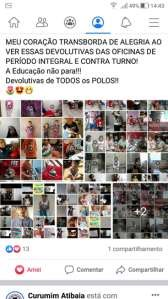 49% 14:43
MEU CORAÇÃO TRANSBORDA DE ALEGRIA AO
VER ESSAS DEVOLUTIVAS DAS OFICINAS DE
PERÍODO INTEGRAL E CONTRA TURNO!
A Educação não para!!!
Devolutivas de TODOS os POLOS!!
+2
13
1 compartilhamento
Amei
Comentar
Compartilhar
Curumim Atibaia está com